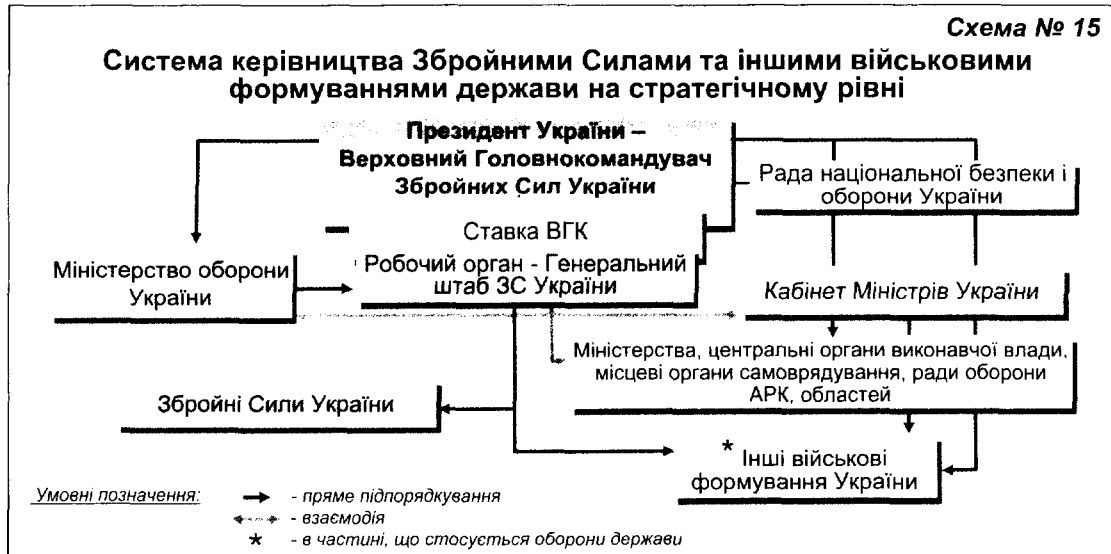 Схема № 15
Система керівництва Збройними Силами та іншими військовими
формуваннями держави на стратегічному рівні
Президент України –
Верховний Головнокомандувач
Збройних Сил України
Рада національної безпеки і
оборони України
Ставка ВГК
Робочий орган - Генеральний
штаб ЗС України
Міністерство оборони
України
Кабінет Міністрів України
Міністерства, центральні органи виконавчої влади,
місцеві органи самоврядування, ради оборони
АРК, областей
Збройні Сили України
* Інші військові
формування України
Умовні позначення:
- пряме підпорядкування
- взаємодія
* - в частині, що стосується оборони держави